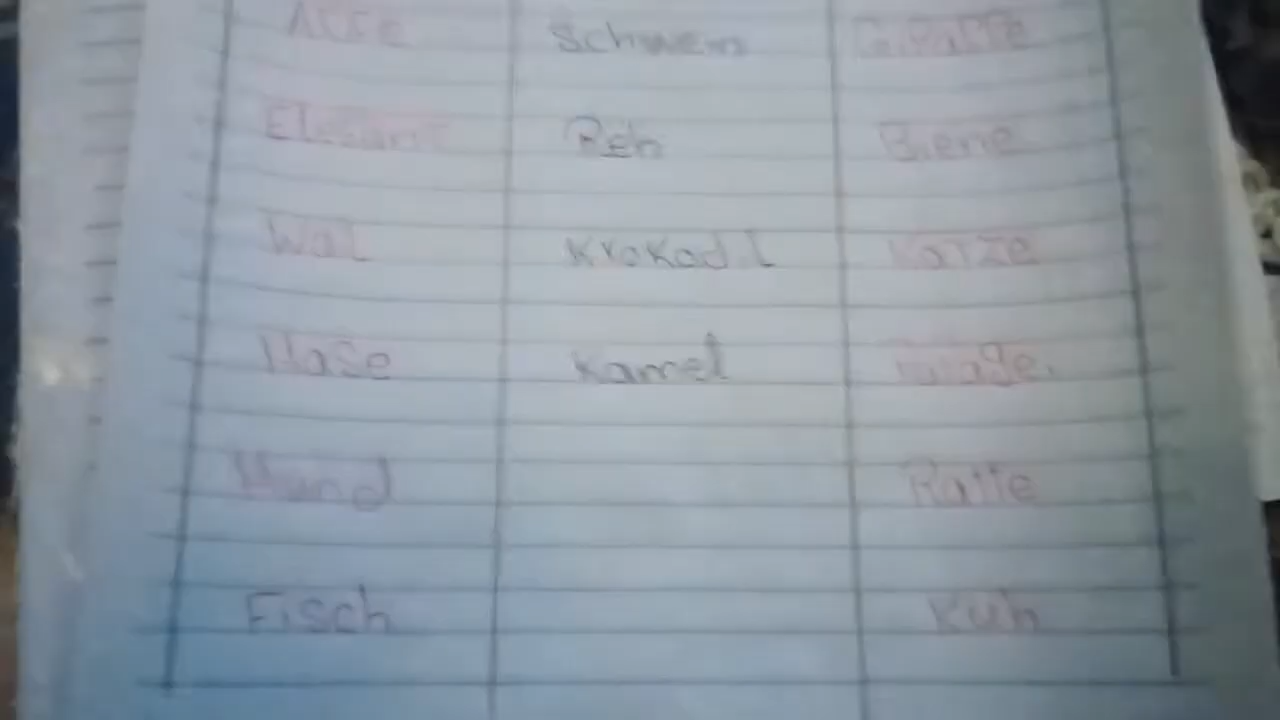 Affe Schwein Giraffe
Elefant Reh Biene
Wal Krokodil Katze
Hase Kamel
Hund Ratte
Fisch Kuh